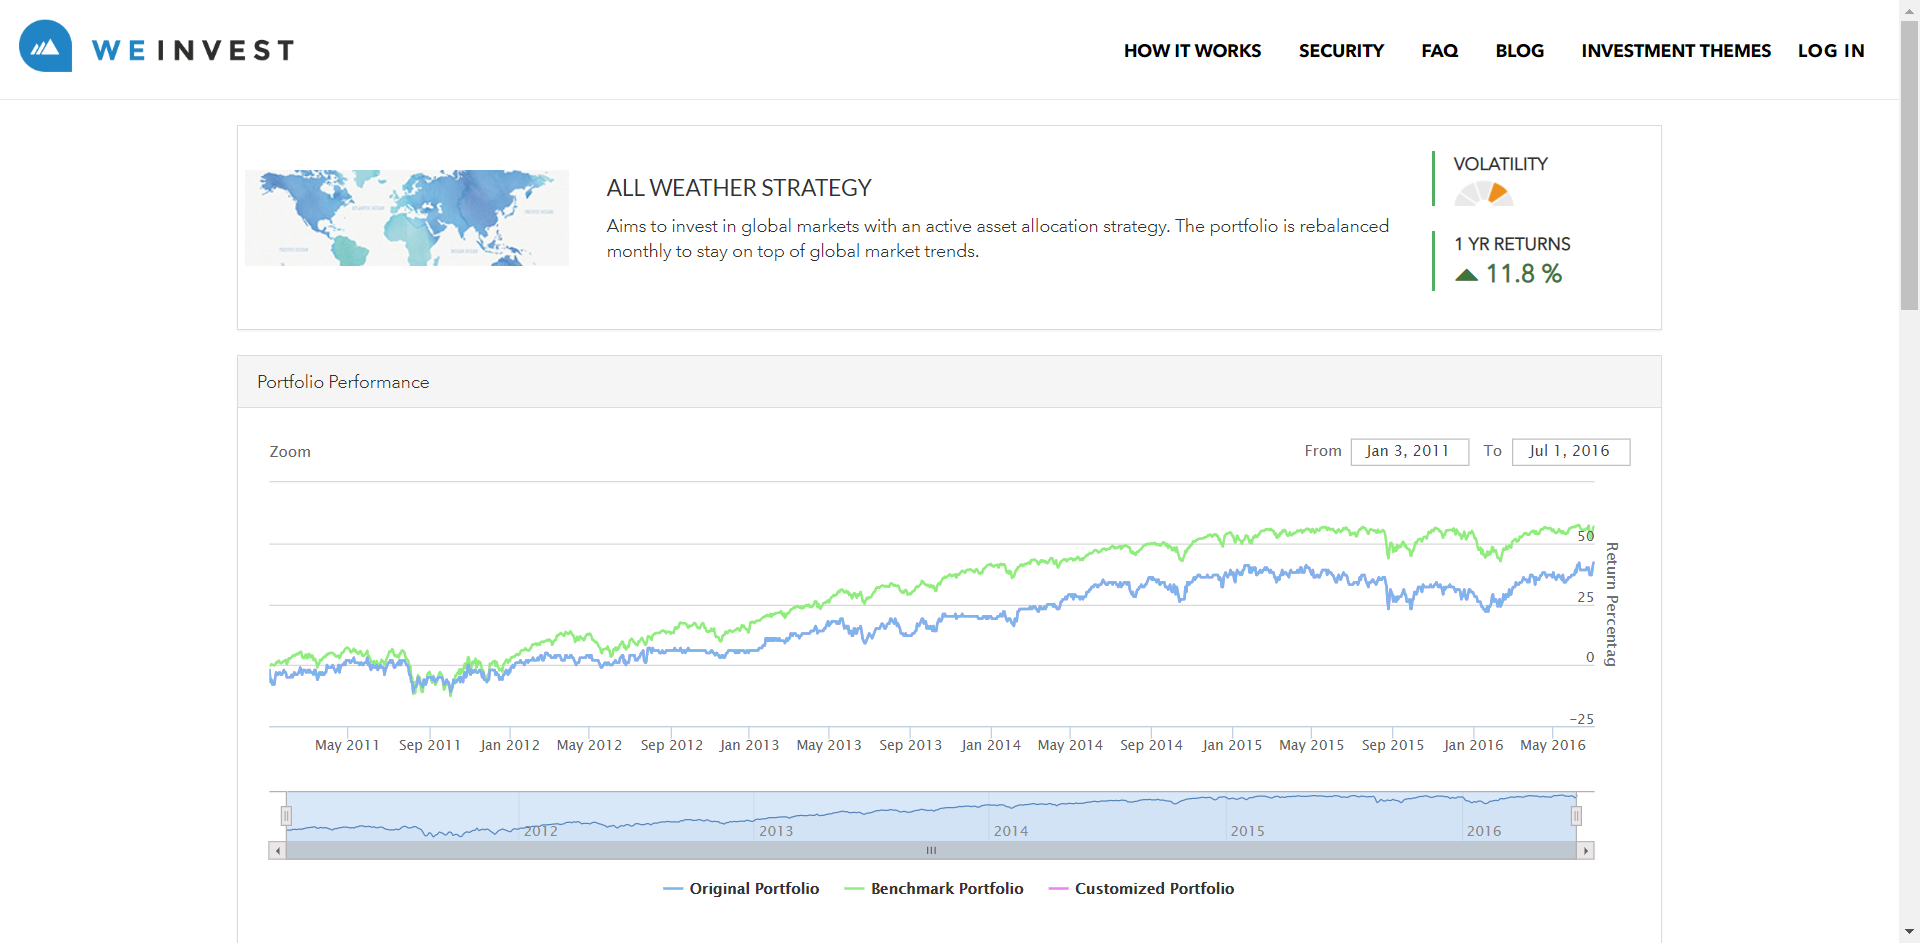 WEINVEST
HOW IT WORKS
SECURITY
FAQ
BLOG
INVESTMENT THEMES
LOG IN
ALL WEATHER STRATEGY
Aims to invest in global markets with an active asset allocation strategy. The portfolio is rebalanced
monthly to stay on top of global market trends.
VOLATILITY
1 YR RETURNS
11.8 %
Portfolio Performance
Zoom
From Jan 3, 2011 To Jul 1, 2016
50
25
0
-25
Return Percentag
May 2011 Sep 2011 Jan 2012 May 2012 Sep 2012 Jan 2013 May 2013 Sep 2013 Jan 2014 May 2014 Sep 2014 Jan 2015 May 2015 Sep 2015 Jan 2016 May 2016
2012 2013 2014 2015 2016
Original Portfolio Benchmark Portfolio Customized Portfolio